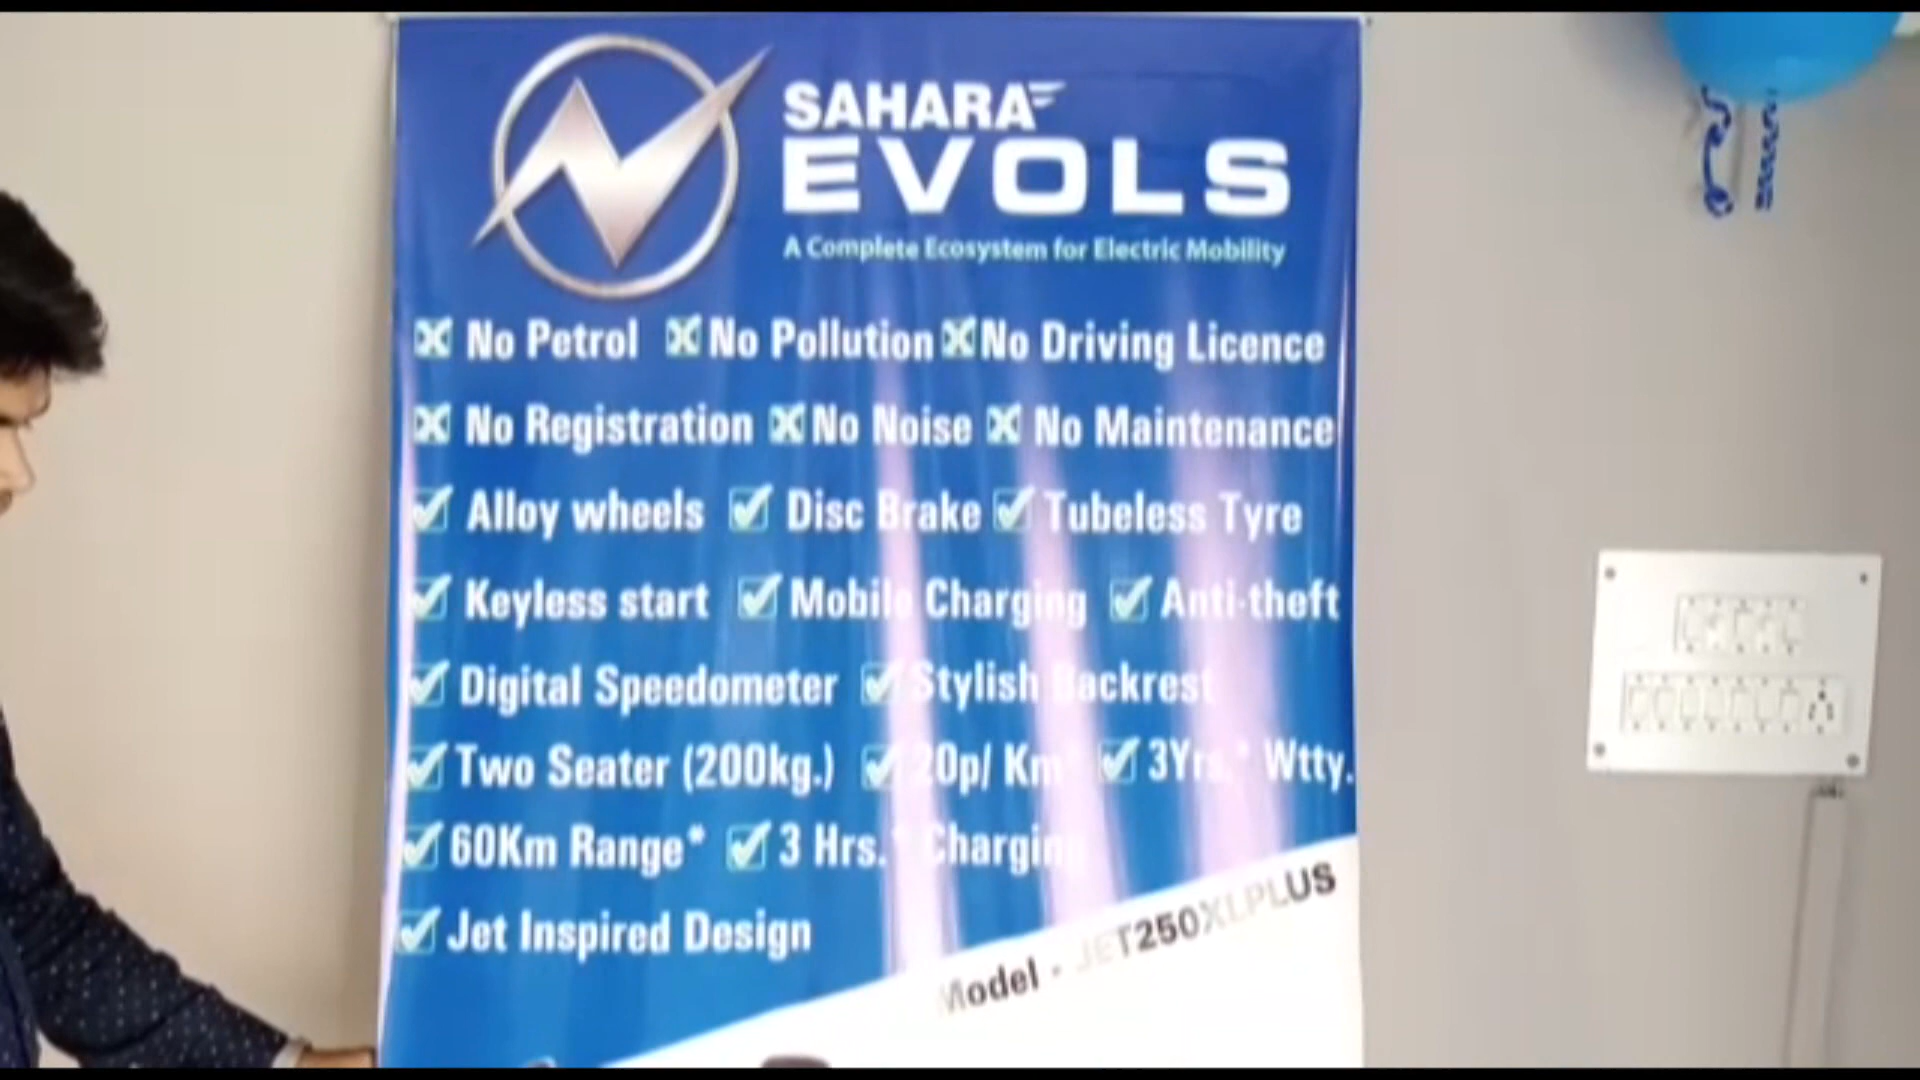 SAHARA
EVOLS
A Complete Ecosystem for Electric Mobility
No Petrol No Pollution No Driving Licence
No Registration No Noise No Maintenance
Alloy wheels Disc Brake Tubeless Tyre
Keyless start Mobile Charging Anti-theft
Digital Speedometer Stylish Backrest
Two Seater (200kg.) 20p/ Km 3Yrs.* Wtty.
60Km Range* 3 Hrs.* Charging
Jet Inspired Design
Model - JET250XLPLUS